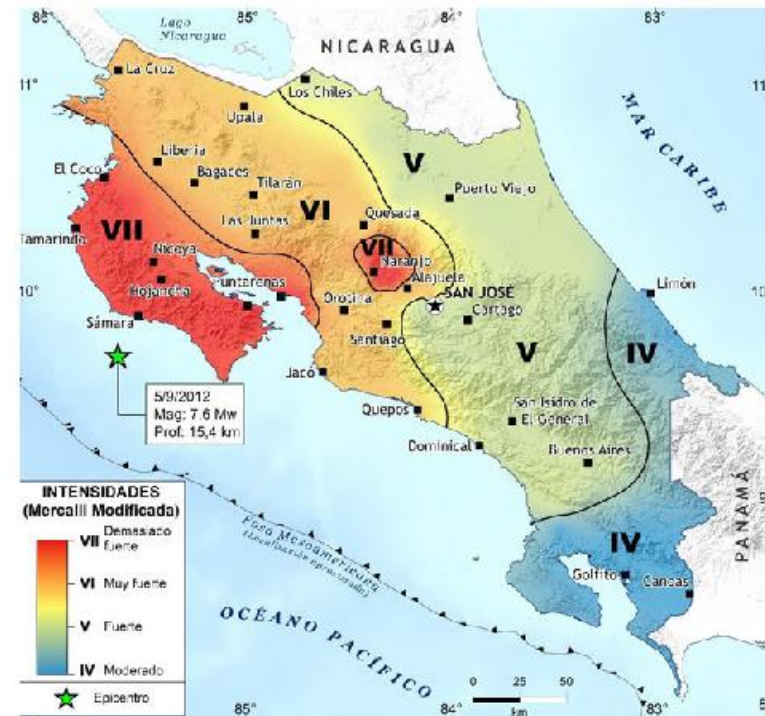 86°
85°
84°
83°
Lago
Nicaragua
NICARAGUA
11°
11°
La Cruz
Los Chiles
Upala
MAR CARIBE
V
Liberia
El Coco
Bagaces
Tilarán
Puerto Viejo
VI
VII
Las Juntas
Quesada
Tamarindo
VII
Nicoya
Naranjo
Hojancha
Puntarenas
Alajuela
10°
10°
Limón
Orotina
SAN JOSÉ
Sámara
Cartago
Santiago
V
IV
Jacó
5/9/2012
Mag: 7.6 Mw
Prof: 15,4 km
Quepos
San Isidro de
El General
Dominical
Buenos Aires
PANAMÁ
INTENSIDADES
(Mercalli Modificada)
VII Demasiado
fuerte
VI Muy fuerte
V Fuerte
IV Moderado
Epicentro
Fosa Mesoamericana
(Localización aproximada)
IV
Golfito
Canoas
OCÉANO PACÍFICO
0 25 50
km
85°
84°
83°